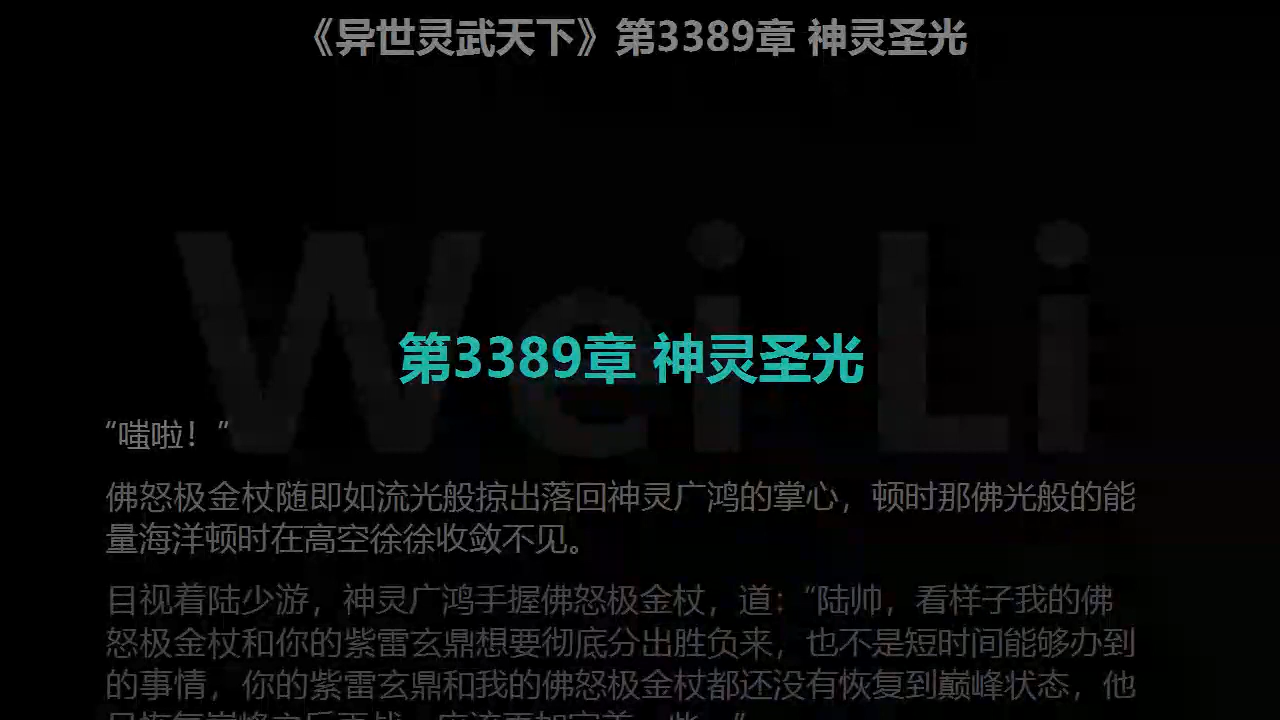 《异世灵武天下》第3389章 神灵圣光
Wei Li
第3389章 神灵圣光
“嗤啦！”
佛怒极金杖随即如流光般掠出落回神灵广鸿的掌心，顿时那佛光般的能
量海洋顿时在高空徐徐收敛不见。
目视着陆少游，神灵广鸿手握佛怒极金杖，道：“陆帅，看样子我的佛
怒极金杖和你的紫雷玄鼎想要彻底分出胜负来，也不是短时间能够办到
的事情，你的紫雷玄鼎和我的佛怒极金杖都还没有恢复到巅峰状态，他